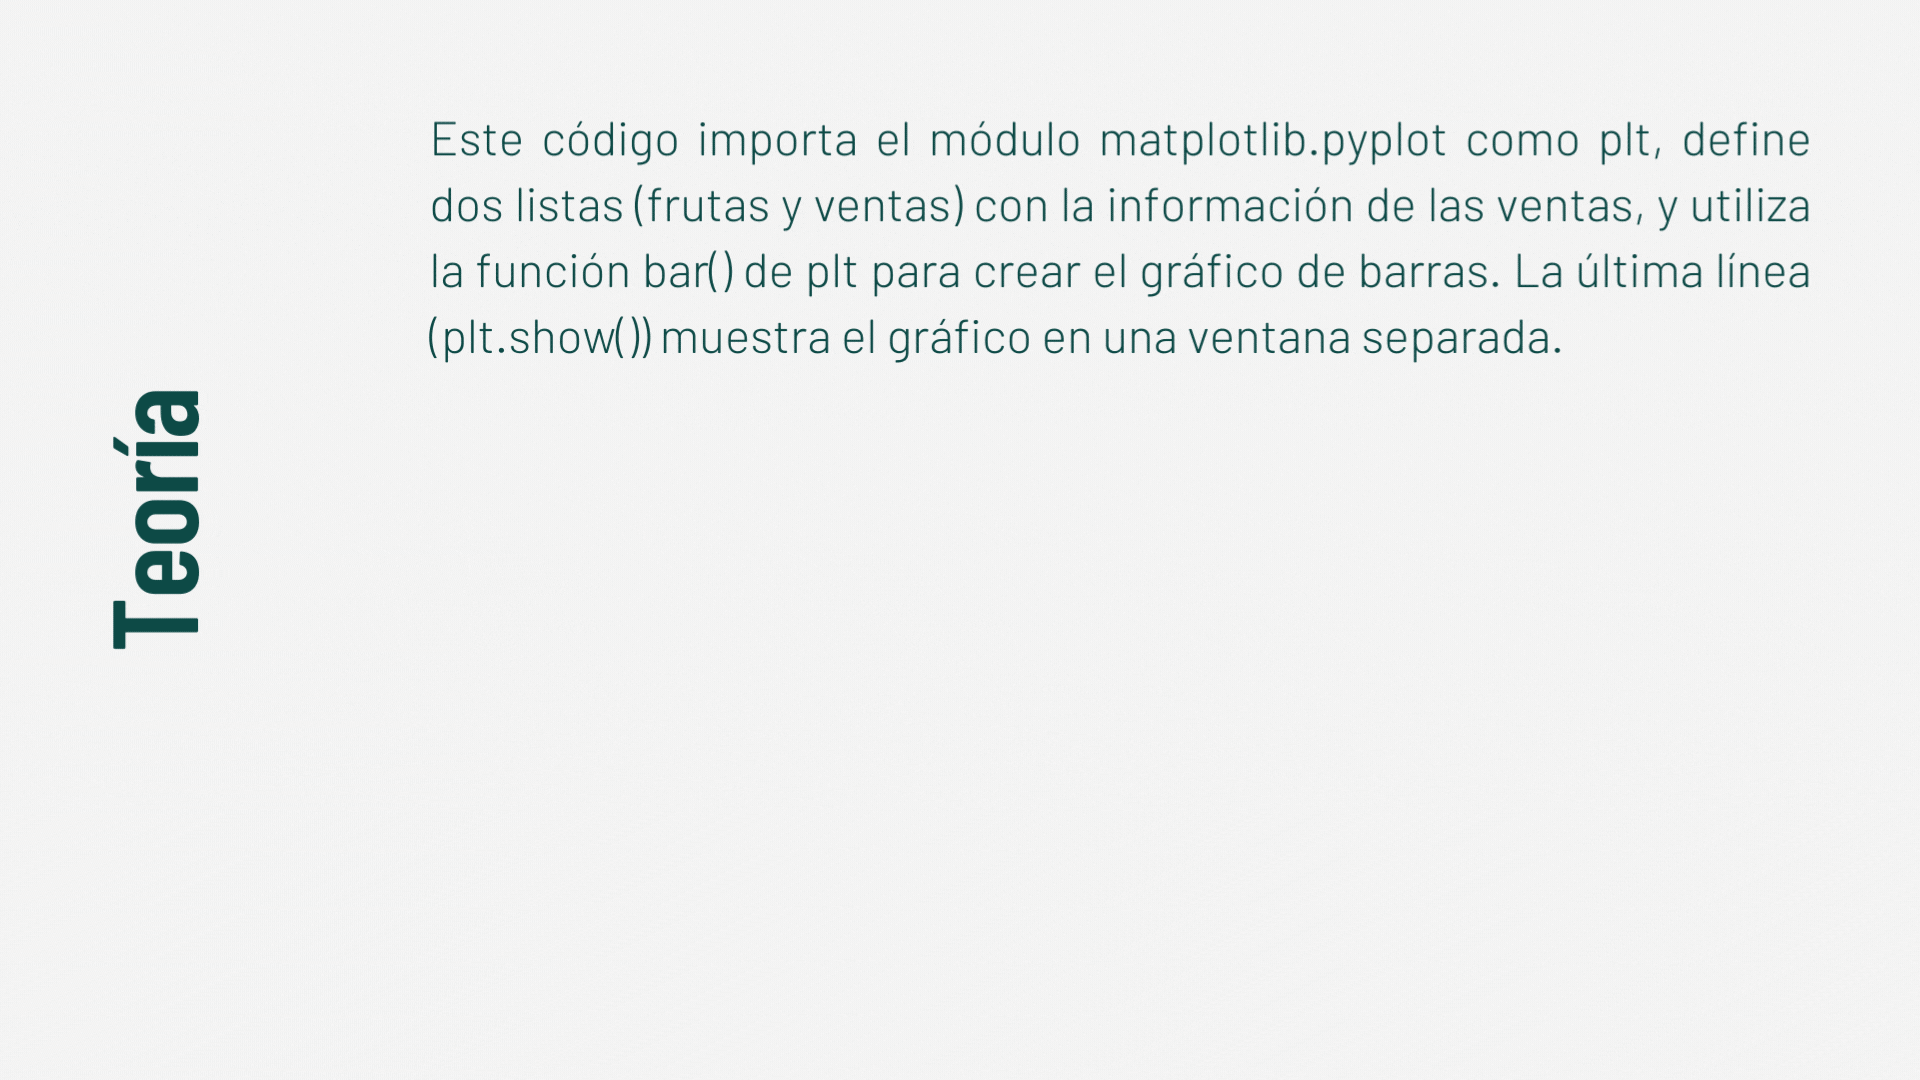 Teoría
Este código importa el módulo matplotlib.pyplot como plt, define
dos listas (frutas y ventas) con la información de las ventas, y utiliza
la función bar() de plt para crear el gráfico de barras. La última línea
(plt.show()) muestra el gráfico en una ventana separada.